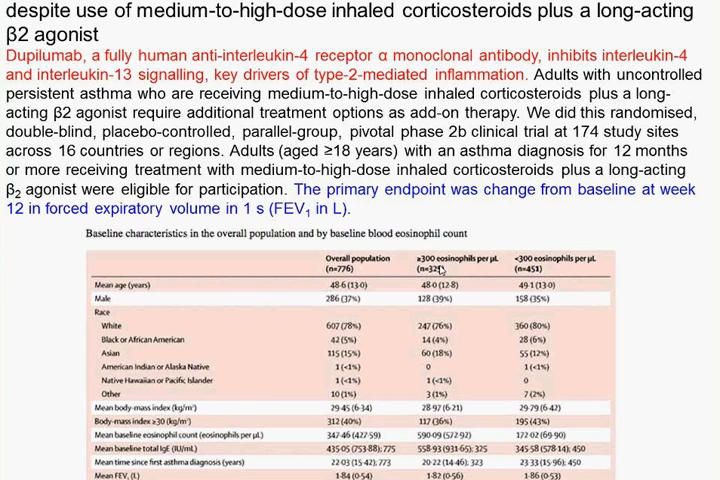 despite use of medium-to-high-dose inhaled corticosteroids plus a long-acting
β2 agonist
Dupilumab, a fully human anti-interleukin-4 receptor α monoclonal antibody, inhibits interleukin-4
and interleukin-13 signalling, key drivers of type-2-mediated inflammation. Adults with uncontrolled
persistent asthma who are receiving medium-to-high-dose inhaled corticosteroids plus a long-
acting β2 agonist require additional treatment options as add-on therapy. We did this randomised,
double-blind, placebo-controlled, parallel-group, pivotal phase 2b clinical trial at 174 study sites
across 16 countries or regions. Adults (aged ≥18 years) with an asthma diagnosis for 12 months
or more receiving treatment with medium-to-high-dose inhaled corticosteroids plus a long-acting
β2 agonist were eligible for participation. The primary endpoint was change from baseline at week
12 in forced expiratory volume in 1 s (FEV1 in L).
Baseline characteristics in the overall population and by baseline blood eosinophil count
Overall population ≥300 eosinophils per μL <300 eosinophils per μL
(n=776) (n=451)
Mean age (years) 48·6 (13·0) 48·0 (12·8) 49·1 (13·0)
Male 286 (37%) 128 (39%) 158 (35%)
Race
White 607 (78%) 247 (76%) 360 (80%)
Black or African American 42 (5%) 14 (4%) 28 (6%)
Asian 115 (15%) 60 (18%) 55 (12%)
American Indian or Alaska Native 1 (<1%) 0 1 (<1%)
Native Hawaiian or Pacific Islander 1 (<1%) 1 (<1%) 0
Other 10 (1%) 3 (1%) 7 (2%)
Mean body-mass index (kg/m²) 29·45 (6·34) 28·97 (6·21) 29·79 (6·42)
Body-mass index ≥30 (kg/m²) 312 (40%) 117 (36%) 195 (43%)
Mean baseline eosinophil count (eosinophils per μL) 347·46 (427·59) 590·09 (572·92) 172·02 (69·90)
Mean baseline total IgE (IU/mL) 435·05 (753·88); 775 558·93 (931·65); 325 345·58 (578·14); 450
Mean time since first asthma diagnosis (years) 22·03 (15·42); 773 20·22 (14·46); 323 23·33 (15·96); 450
Mean FEV1 (L) 1·84 (0·54) 1·82 (0·56) 1·86 (0·53)